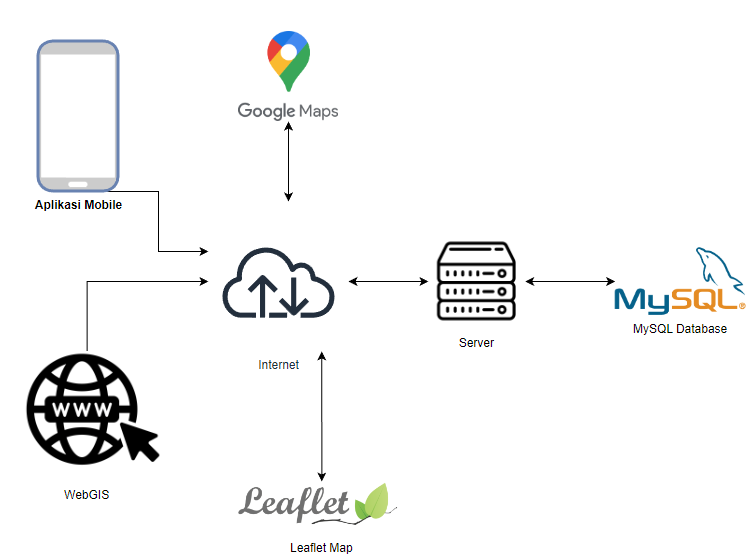 Google Maps
Aplikasi Mobile
Internet
Server
MySQL®
MySQL Database
WWW
WebGIS
Leaflet
Leaflet Map